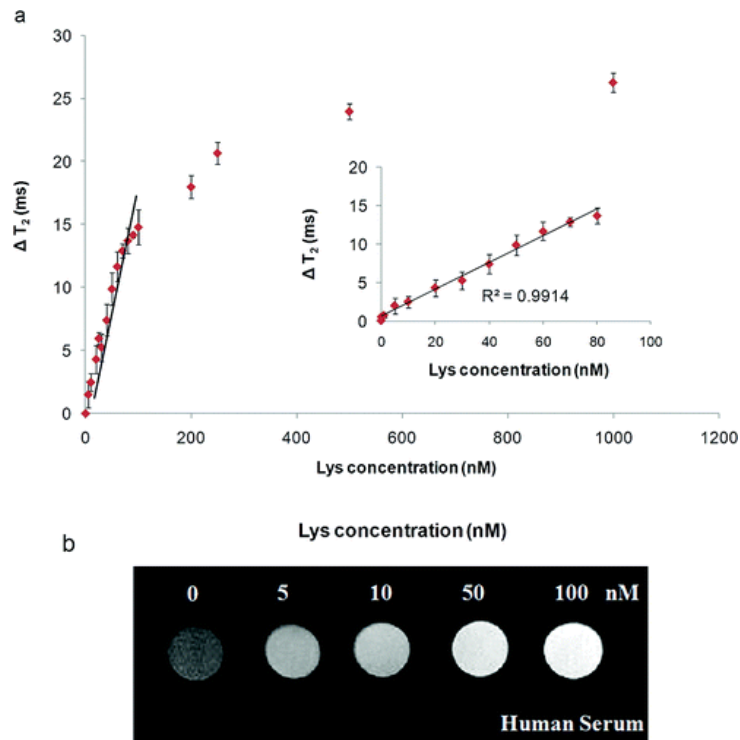 a
30
25
20
15
10
5
0
Δ T₂ (ms)
0 200 400 600 800 1000 1200
Lys concentration (nM)
20
15
10
5
0
Δ T₂ (ms)
R² = 0.9914
0 20 40 60 80 100
Lys concentration (nM)
b
Lys concentration (nM)
0 5 10 50 100 nM
Human Serum